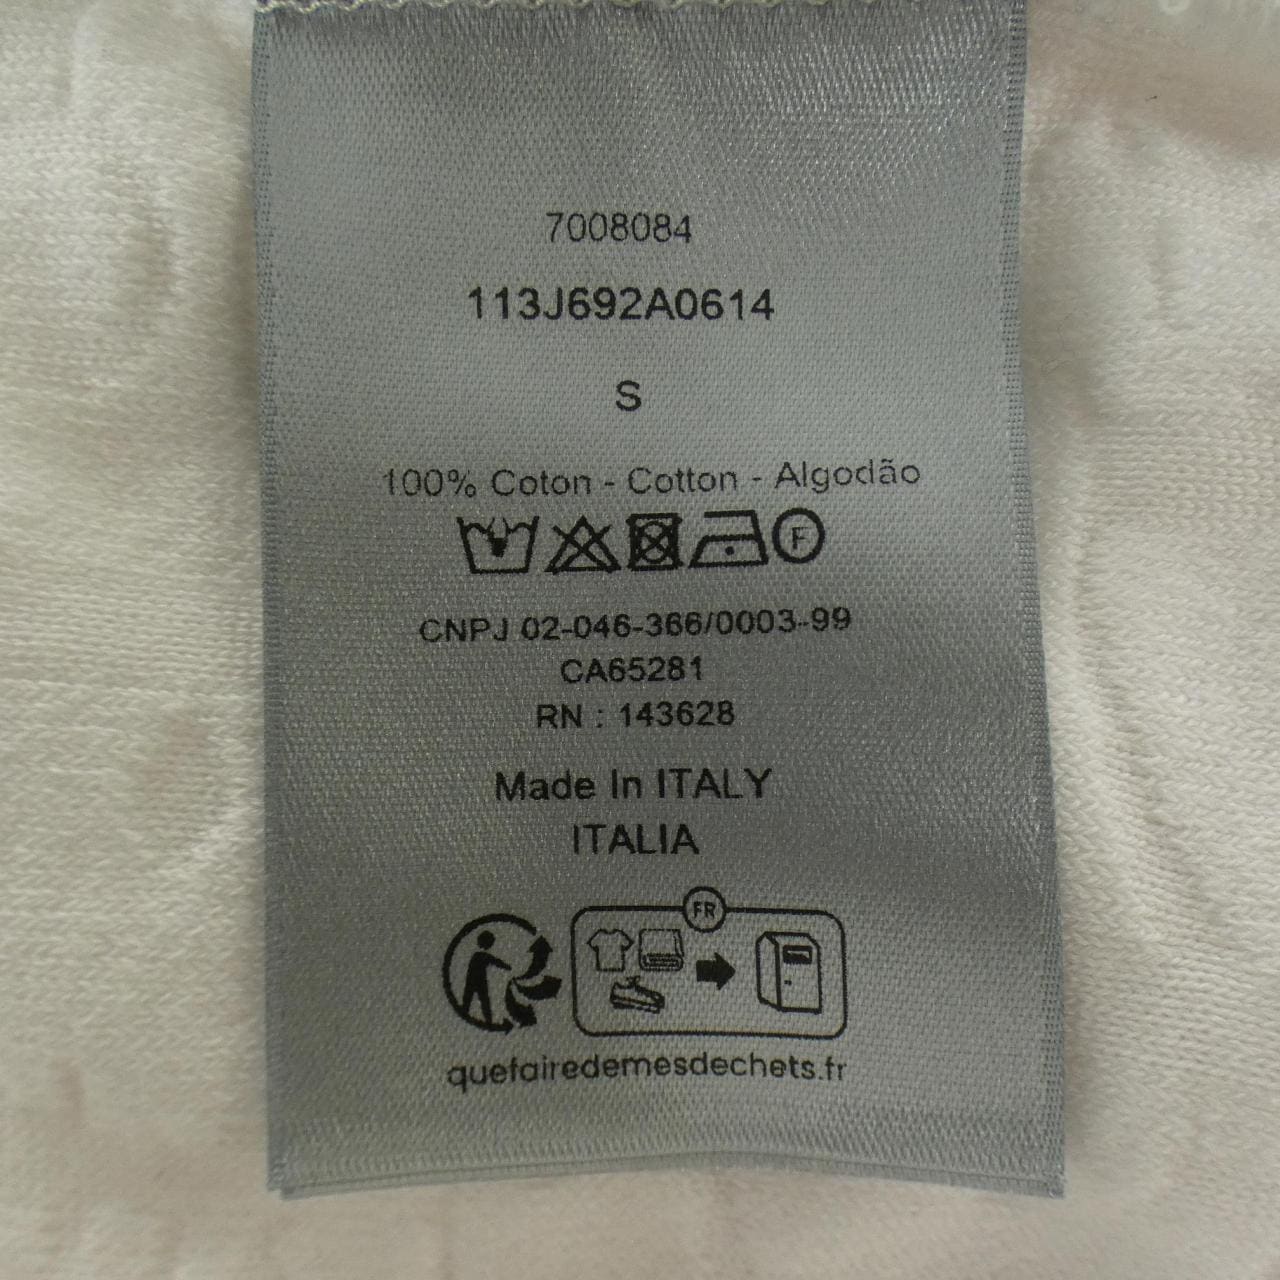 7008084
113J692A0614
S
100% Coton - Cotton - Algodão
F
CNPJ 02-046-366/0003-99
CA65281
RN : 143628
Made In ITALY
ITALIA
FR
quefairedemesdechets.fr